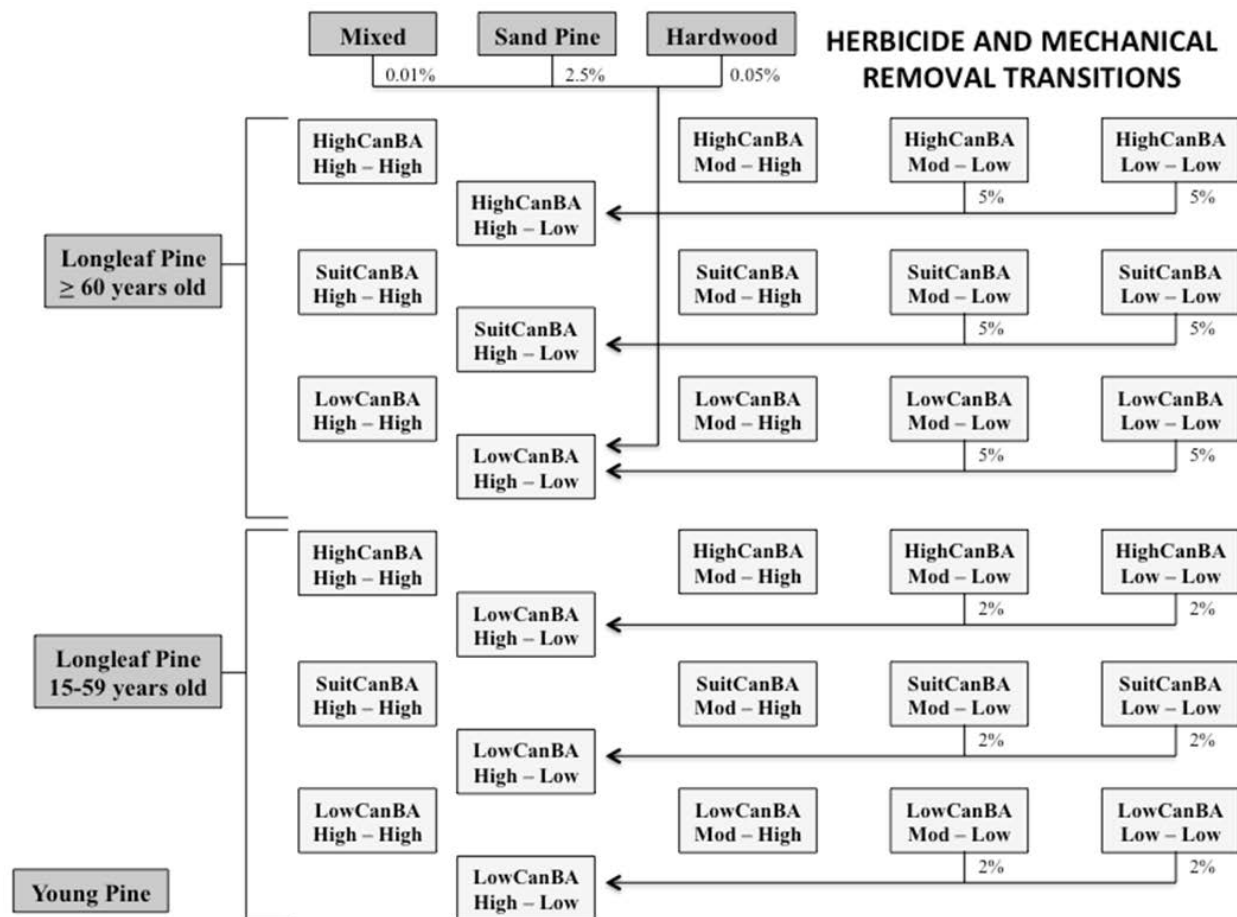 Mixed
Sand Pine
Hardwood
HERBICIDE AND MECHANICAL
REMOVAL TRANSITIONS
0.01%
2.5%
0.05%
HighCanBA
High – High
HighCanBA
Mod – High
HighCanBA
Mod – Low
HighCanBA
Low – Low
5%
5%
HighCanBA
High – Low
Longleaf Pine
≥ 60 years old
SuitCanBA
High – High
SuitCanBA
Mod – High
SuitCanBA
Mod – Low
SuitCanBA
Low – Low
5%
5%
SuitCanBA
High – Low
LowCanBA
High – High
LowCanBA
Mod – High
LowCanBA
Mod – Low
LowCanBA
Low – Low
5%
5%
LowCanBA
High – Low
HighCanBA
High – High
HighCanBA
Mod – High
HighCanBA
Mod – Low
HighCanBA
Low – Low
2%
2%
LowCanBA
High – Low
Longleaf Pine
15-59 years old
SuitCanBA
High – High
SuitCanBA
Mod – High
SuitCanBA
Mod – Low
SuitCanBA
Low – Low
2%
2%
LowCanBA
High – Low
LowCanBA
High – High
LowCanBA
Mod – High
LowCanBA
Mod – Low
LowCanBA
Low – Low
2%
2%
LowCanBA
High – Low
Young Pine